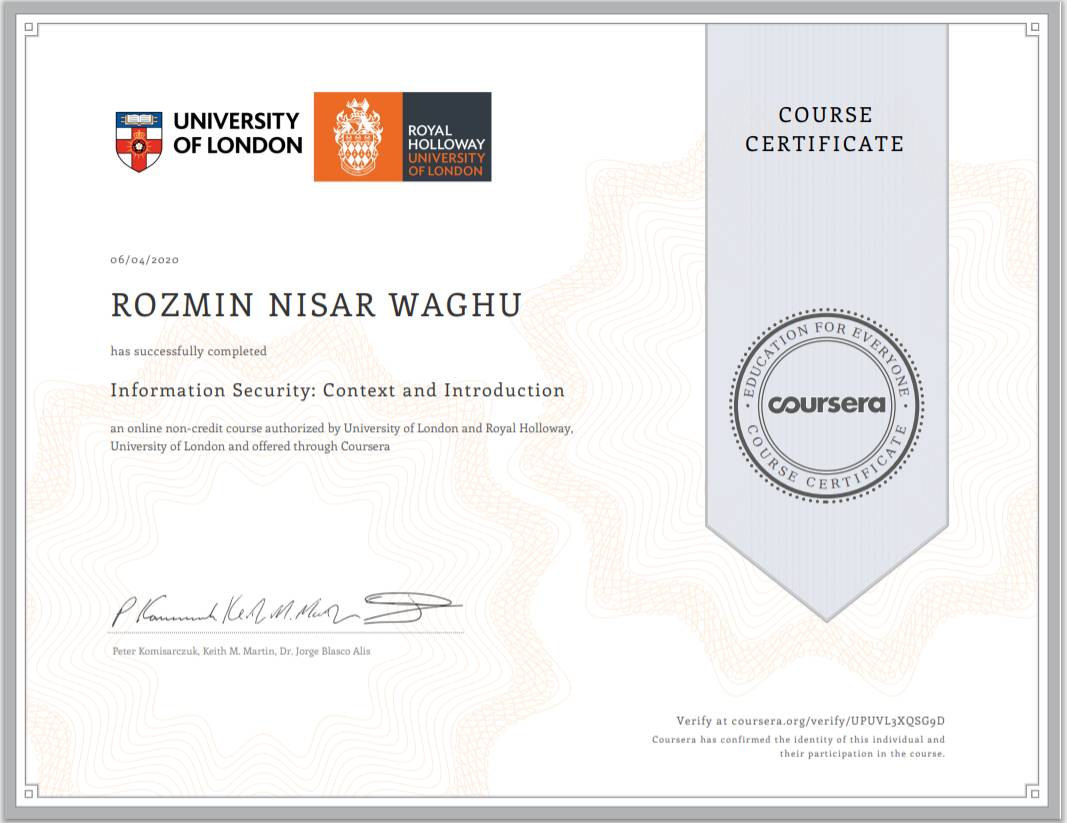 UNIVERSITY
OF LONDON
ROYAL
HOLLOWAY
UNIVERSITY
OF LONDON
COURSE
CERTIFICATE
06/04/2020
ROZMIN NISAR WAGHU
has successfully completed
Information Security: Context and Introduction
an online non-credit course authorized by University of London and Royal Holloway,
University of London and offered through Coursera
EDUCATION FOR EVERYONE
coursera
COURSE CERTIFICATE
Peter Komisarczuk, Keith M. Martin, Dr. Jorge Blasco Alis
Verify at coursera.org/verify/UPUVL3XQSG9D
Coursera has confirmed the identity of this individual and
their participation in the course.